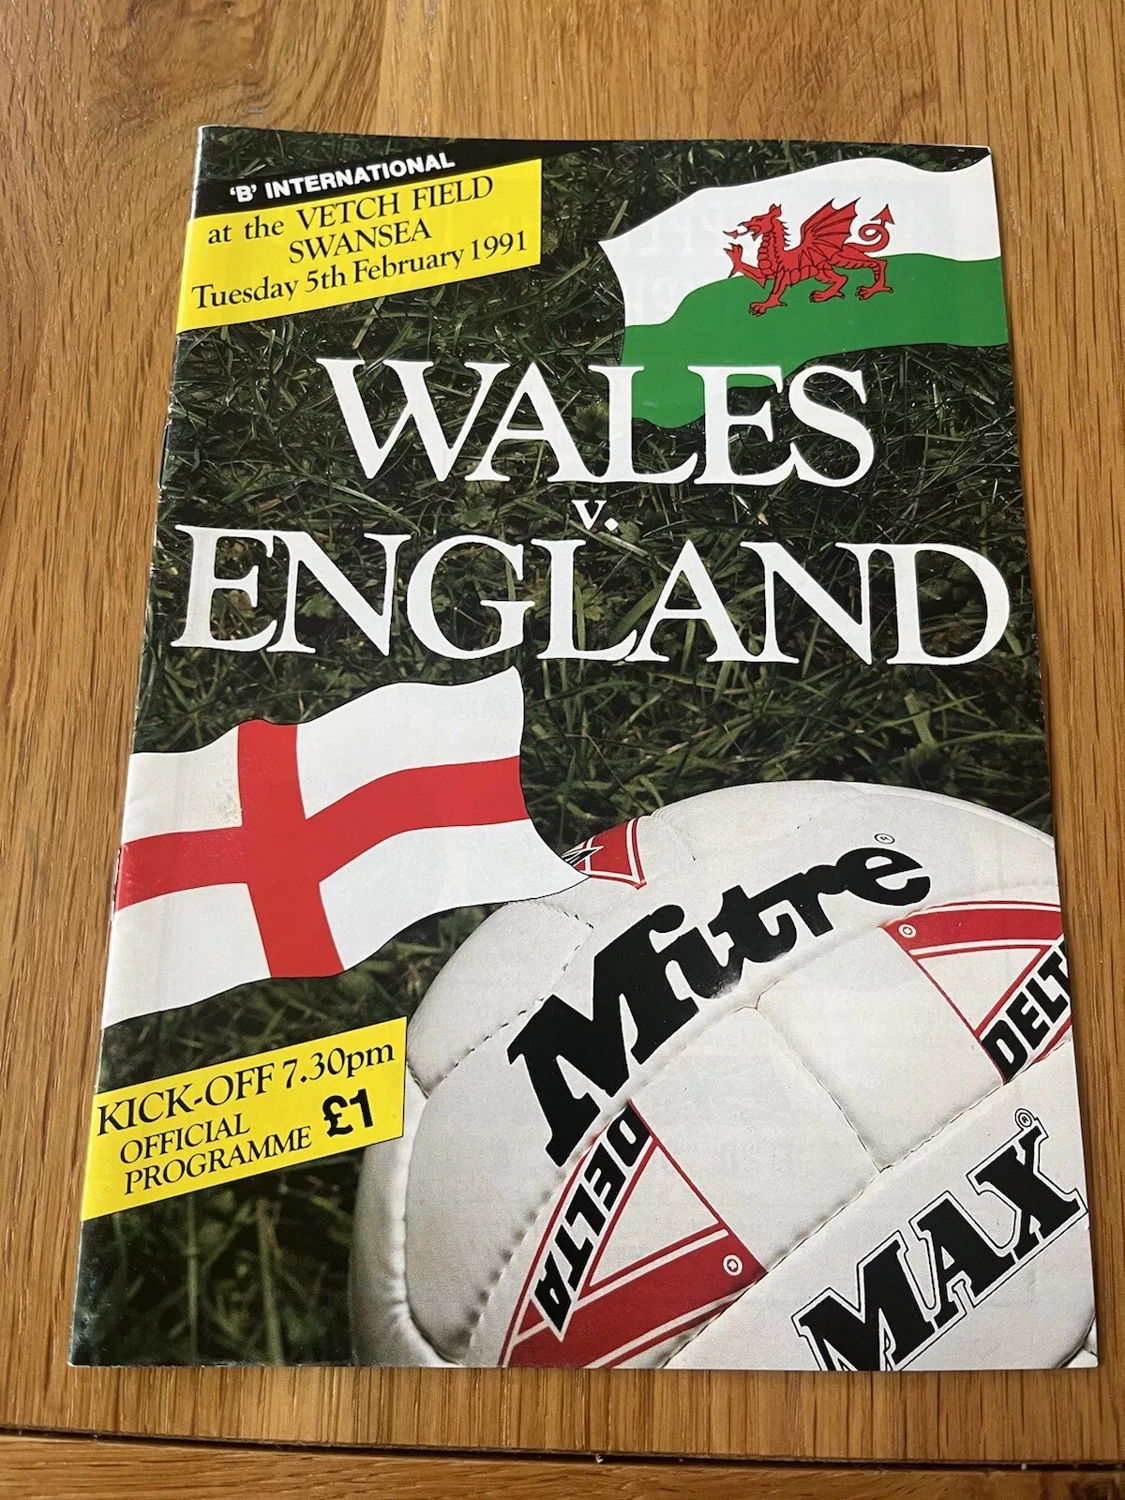 'B' INTERNATIONAL
at the VETCH FIELD
SWANSEA
Tuesday 5th February 1991
WALES
v.
ENGLAND
Mitre®
DELTA
DELT
MAX®
KICK-OFF 7.30pm
OFFICIAL
PROGRAMME £1